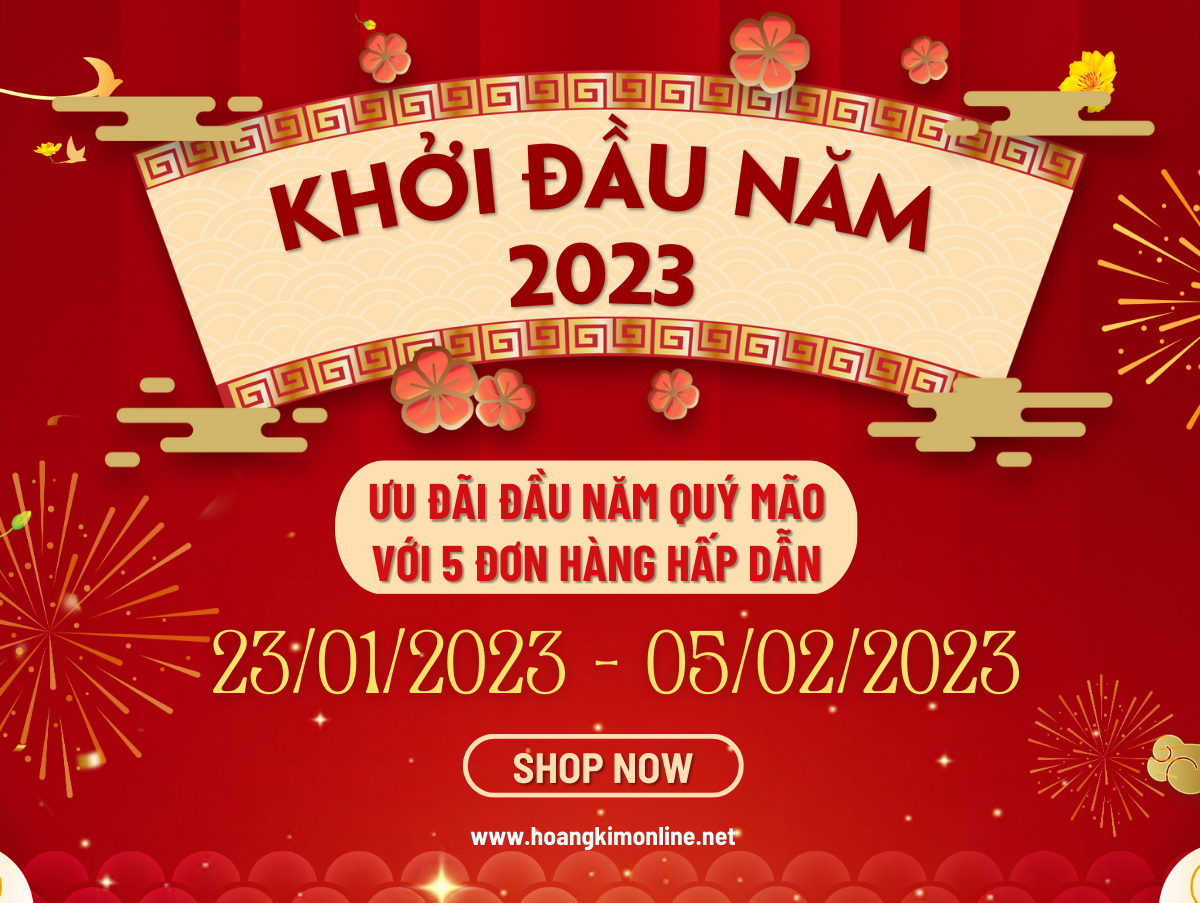 KHỞI ĐẦU NĂM
2023
ƯU ĐÃI ĐẦU NĂM QUÝ MÃO
VỚI 5 ĐƠN HÀNG HẤP DẪN
23/01/2023 - 05/02/2023
SHOP NOW
www.hoangkimonline.net